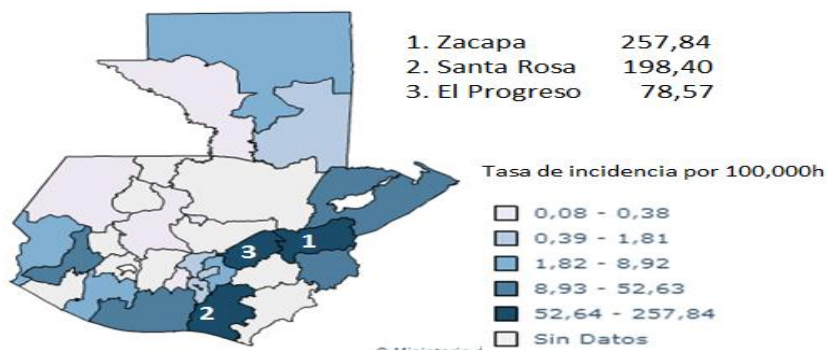 1. Zacapa 257,84
2. Santa Rosa 198,40
3. El Progreso 78,57
Tasa de incidencia por 100,000h
0,08 - 0,38
0,39 - 1,81
1,82 - 8,92
8,93 - 52,63
52,64 - 257,84
Sin Datos
1
3
2